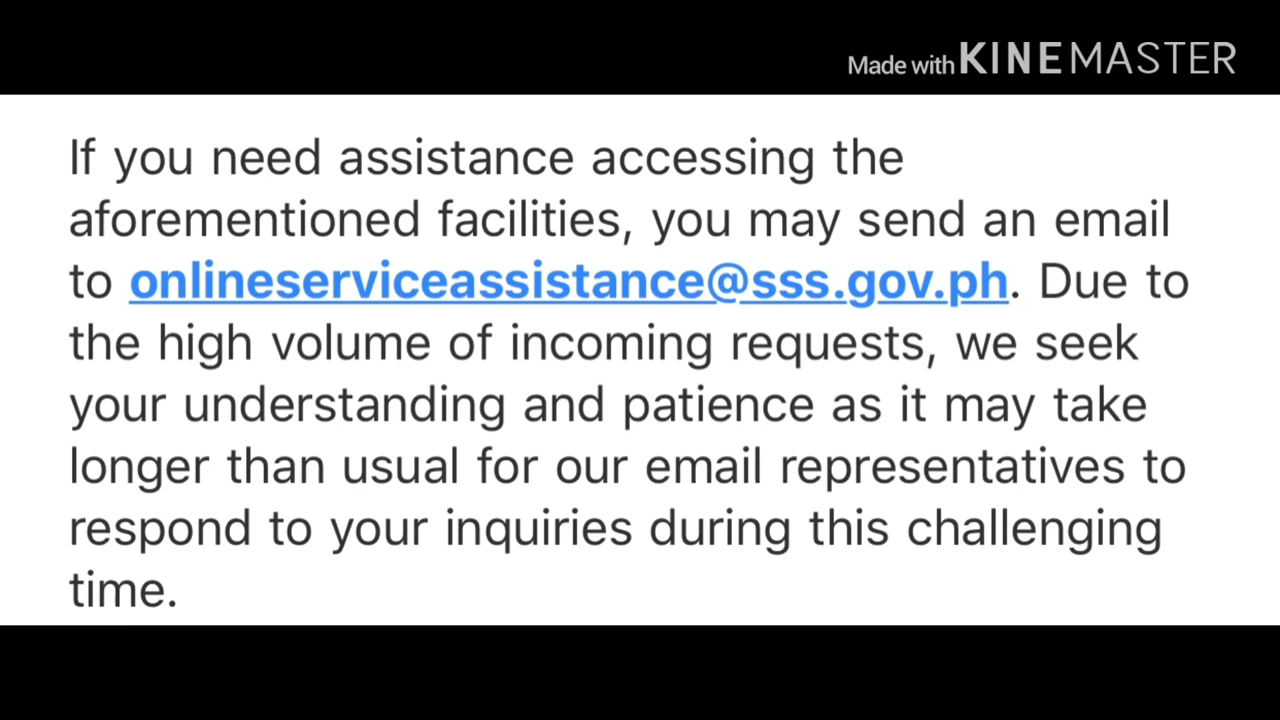 Made with KINEMASTER
If you need assistance accessing the
aforementioned facilities, you may send an email
to onlineserviceassistance@sss.gov.ph. Due to
the high volume of incoming requests, we seek
your understanding and patience as it may take
longer than usual for our email representatives to
respond to your inquiries during this challenging
time.